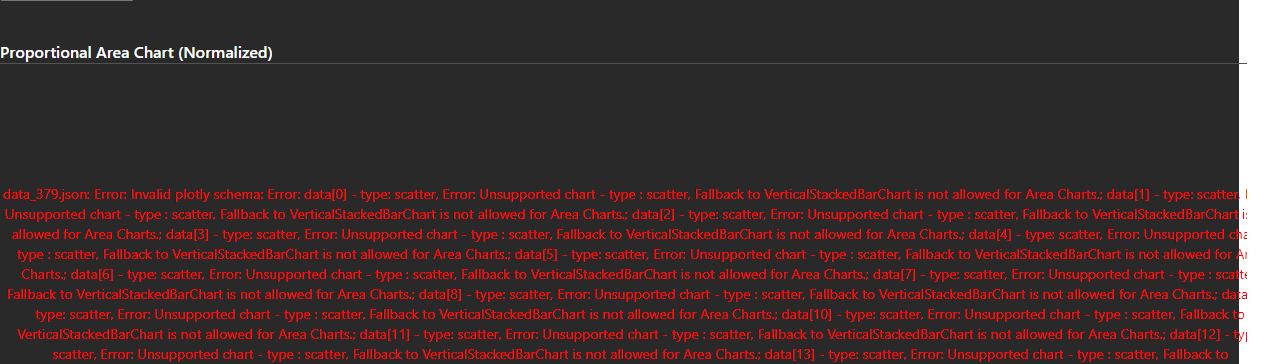 Proportional Area Chart (Normalized)
data_379.json: Error: Invalid plotly schema: Error: data[0] - type: scatter, Error: Unsupported chart - type : scatter, Fallback to VerticalStackedBarChart is not allowed for Area Charts.; data[1] - type: scatter,
Unsupported chart - type : scatter, Fallback to VerticalStackedBarChart is not allowed for Area Charts.; data[2] - type: scatter, Error: Unsupported chart - type : scatter, Fallback to VerticalStackedBarChart
allowed for Area Charts.; data[3] - type: scatter, Error: Unsupported chart - type : scatter, Fallback to VerticalStackedBarChart is not allowed for Area Charts.; data[4] - type: scatter, Error: Unsupported
type : scatter, Fallback to VerticalStackedBarChart is not allowed for Area Charts.; data[5] - type: scatter, Error: Unsupported chart - type : scatter, Fallback to VerticalStackedBarChart is not allowed for
Charts.; data[6] - type: scatter, Error: Unsupported chart - type : scatter, Fallback to VerticalStackedBarChart is not allowed for Area Charts.; data[7] - type: scatter, Error: Unsupported chart - type :
Fallback to VerticalStackedBarChart is not allowed for Area Charts.; data[8] - type: scatter, Error: Unsupported chart - type : scatter, Fallback to VerticalStackedBarChart is not allowed for Area Charts.; data
type: scatter, Error: Unsupported chart - type : scatter, Fallback to VerticalStackedBarChart is not allowed for Area Charts.; data[10] - type: scatter, Error: Unsupported chart - type : scatter, Fallback to
VerticalStackedBarChart is not allowed for Area Charts.; data[11] - type: scatter, Error: Unsupported chart - type : scatter, Fallback to VerticalStackedBarChart is not allowed for Area Charts.; data[12] -
scatter, Error: Unsupported chart - type : scatter, Fallback to VerticalStackedBarChart is not allowed for Area Charts.; data[13] - type: scatter, Error: Unsupported chart - type : scatter, Fallback to